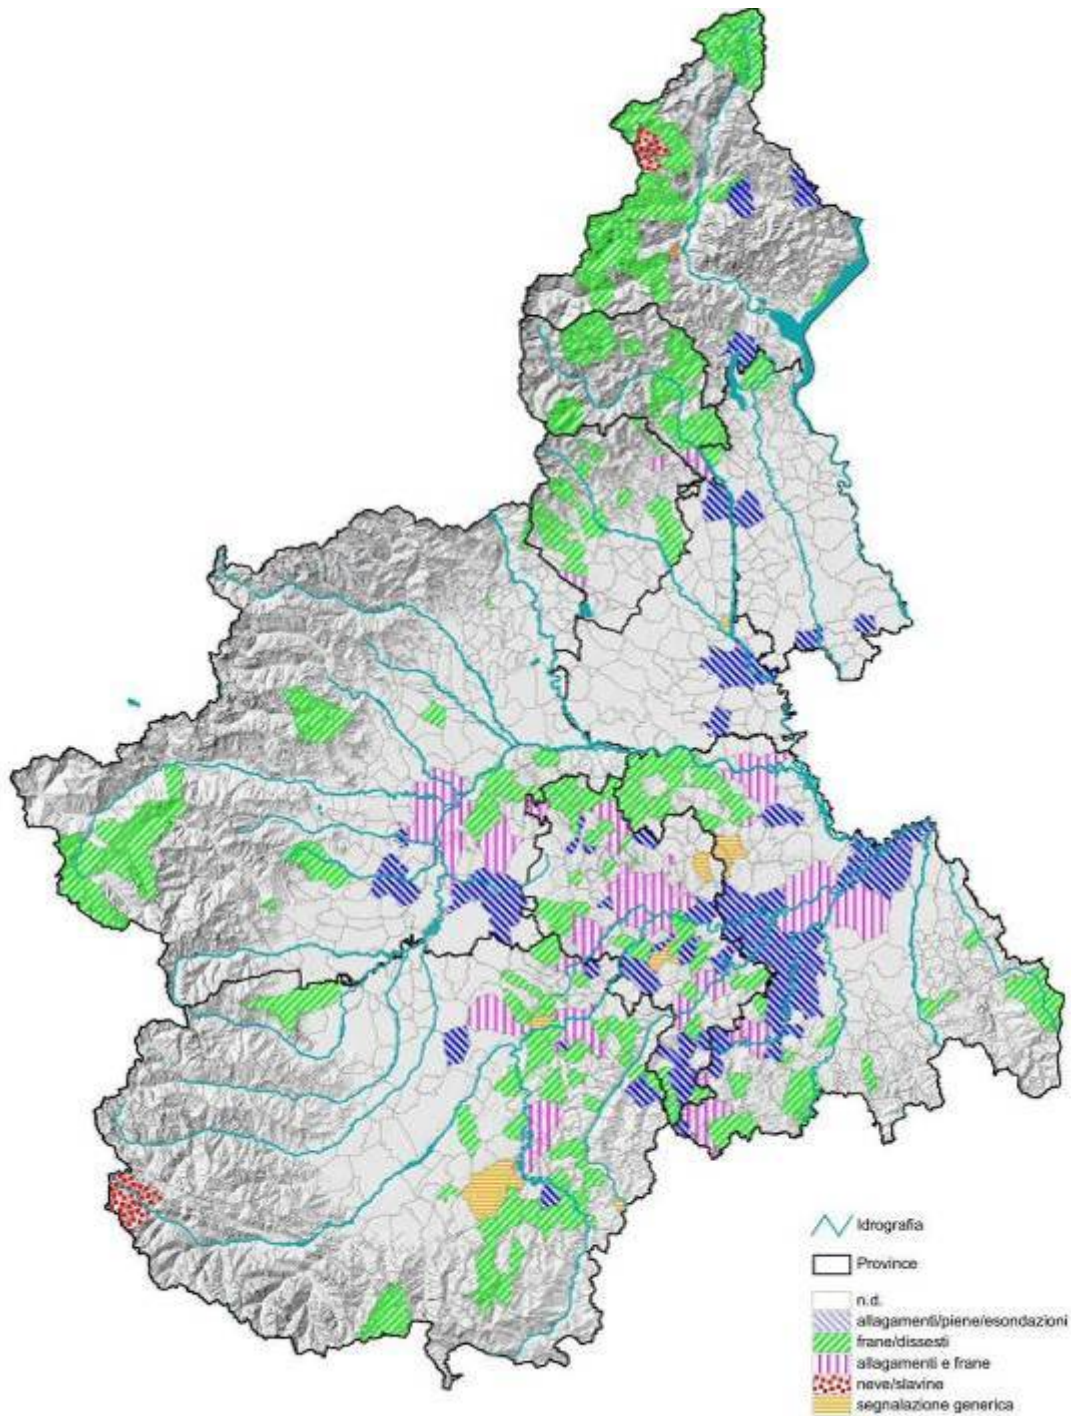 Idrografia
Province
n.d.
allagamenti/piene/esondazioni
frane/dissesti
allagamenti e frane
neve/slavine
segnalazione generica